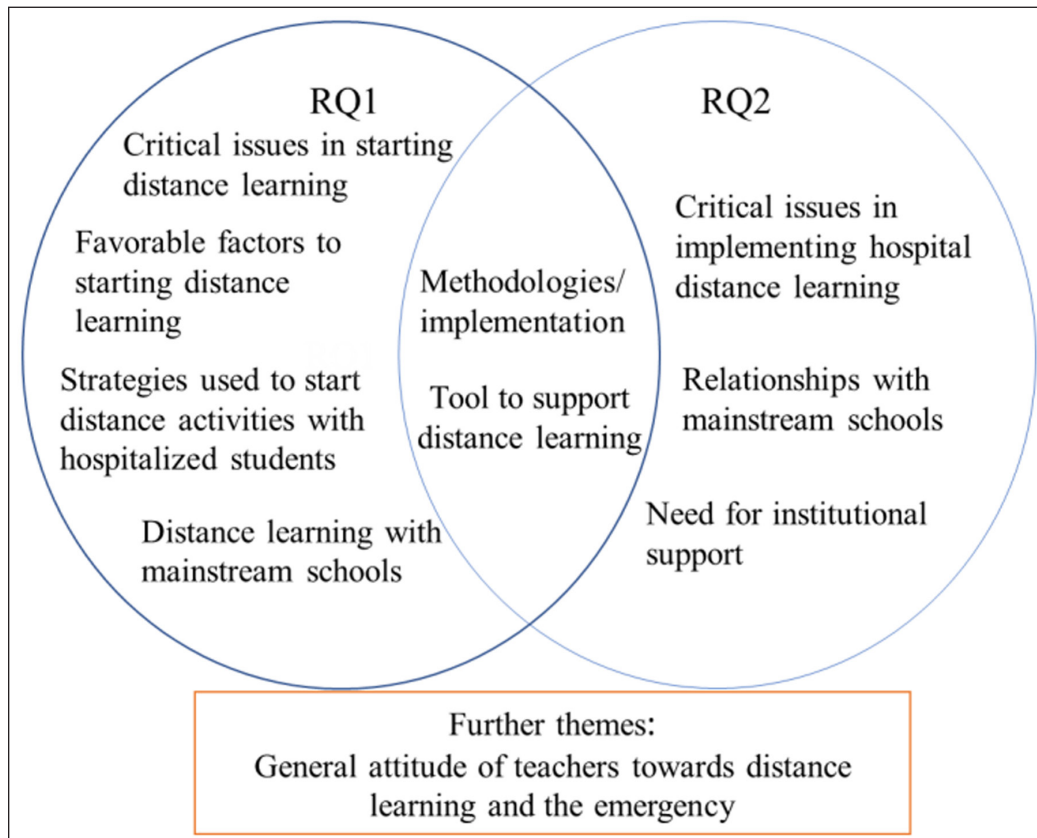 RQ1
Critical issues in starting
distance learning
Favorable factors to
starting distance
learning
Strategies used to start
distance activities with
hospitalized students
Distance learning with
mainstream schools
Methodologies/
implementation
Tool to support
distance learning
RQ2
Critical issues in
implementing hospital
distance learning
Relationships with
mainstream schools
Need for institutional
support
Further themes:
General attitude of teachers towards distance
learning and the emergency